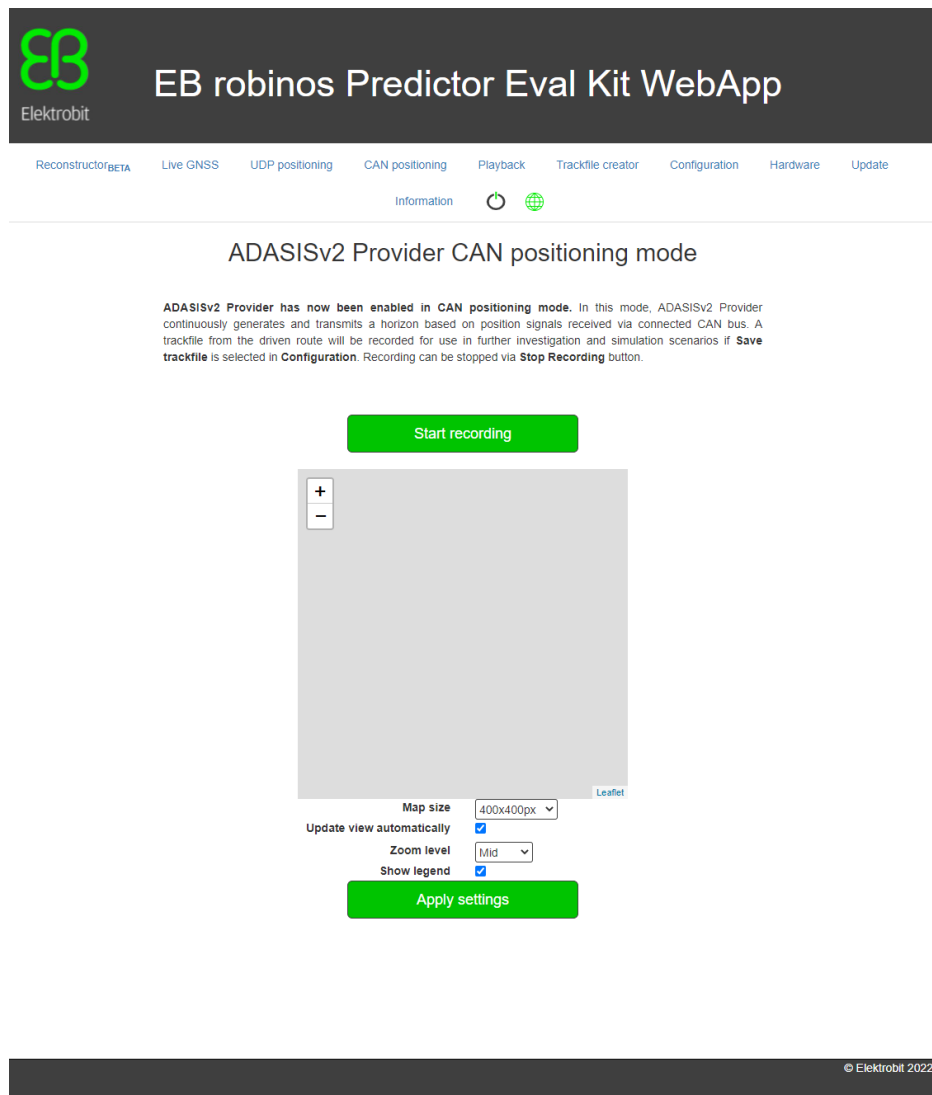 EB
Elektrobit
EB robinos Predictor Eval Kit WebApp
ReconstructorBETA Live GNSS UDP positioning CAN positioning Playback Trackfile creator Configuration Hardware Update
Information
ADASISv2 Provider CAN positioning mode
ADASISv2 Provider has now been enabled in CAN positioning mode. In this mode, ADASISv2 Provider
continuously generates and transmits a horizon based on position signals received via connected CAN bus. A
trackfile from the driven route will be recorded for use in further investigation and simulation scenarios if Save
trackfile is selected in Configuration. Recording can be stopped via Stop Recording button.
Start recording
+
−
Leaflet
Map size 400x400px
Update view automatically
Zoom level Mid
Show legend
Apply settings
© Elektrobit 2022